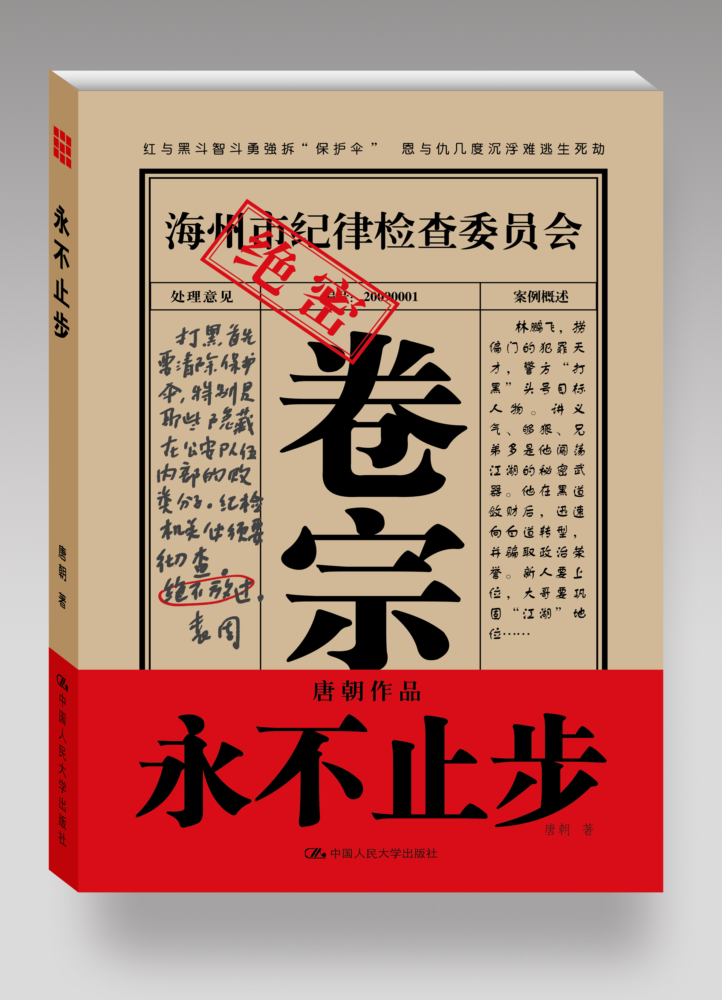 红与黑斗智斗勇強拆“保护伞” 恩与仇几度沉浮难逃生死劫
海州市纪律检查委员会
绝密
处理意见
编号：20090001
案例概述
打黑首先
要清除保护
伞,特别是
那些隐藏
在公安队伍
内部的败
类分子.纪检
机关必须要
彻查.
绝不放过.
袁国
卷宗
林鹏飞，捞
偏门的犯罪天
才，警方“打
黑”头号目标
人物。讲义
气、够狠、兄
弟多是他闯荡
江湖的秘密武
器。他在黑道
敛财后，迅速
向白道转型，
并骗取政治荣
誉。新人要上
位，大哥要巩
固“江湖”地
位……
唐朝作品
永不止步
唐朝 著
中国人民大学出版社
永不止步
唐朝 著
中国人民大学出版社